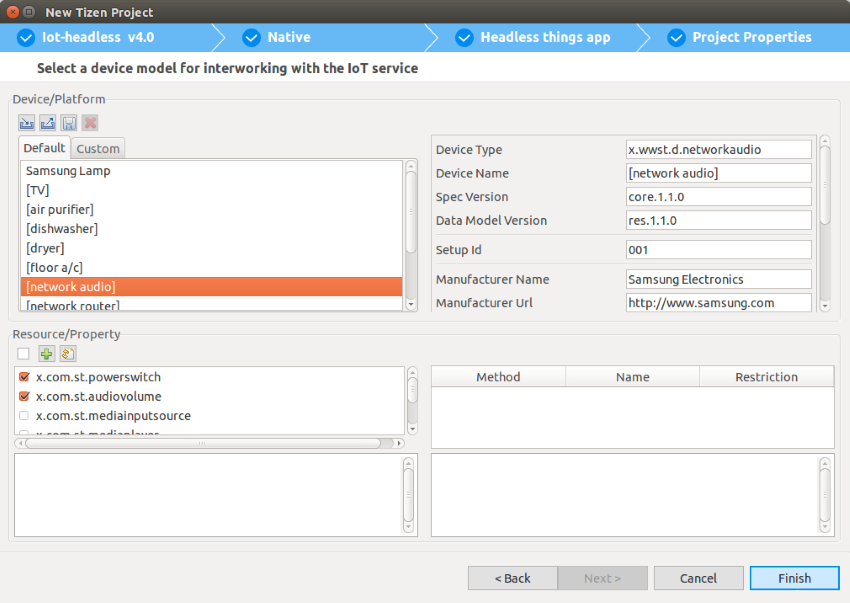 New Tizen Project
Iot-headless v4.0
Native
Headless things app
Project Properties
Select a device model for interworking with the IoT service
Device/Platform
Default
Custom
Samsung Lamp
[TV]
[air purifier]
[dishwasher]
[dryer]
[floor a/c]
[network audio]
[network router]
Device Type
x.wwst.d.networkaudio
Device Name
[network audio]
Spec Version
core.1.1.0
Data Model Version
res.1.1.0
Setup Id
001
Manufacturer Name
Samsung Electronics
Manufacturer Url
http://www.samsung.com
Resource/Property
x.com.st.powerswitch
x.com.st.audiovolume
x.com.st.mediainputsource
x.com.st.mediaplayer
Method
Name
Restriction
< Back
Next >
Cancel
Finish